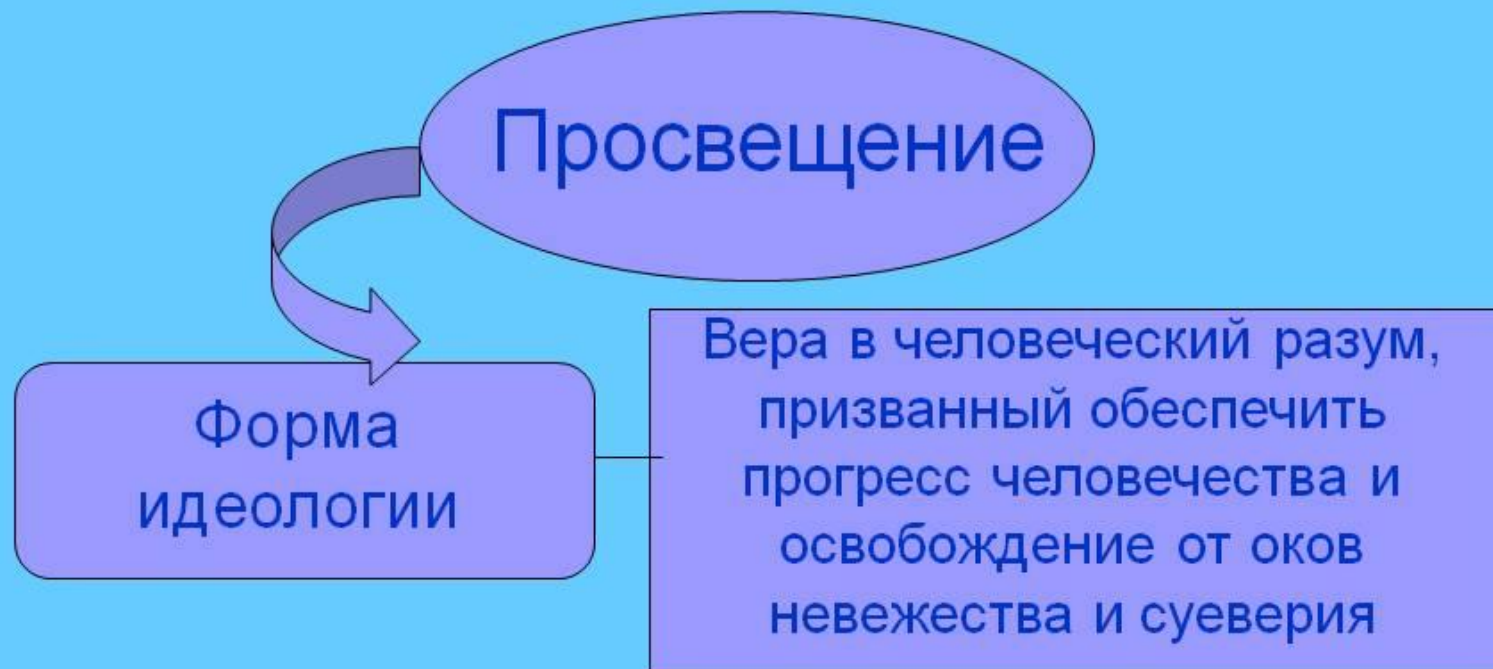 Просвещение
Форма
идеологии
Вера в человеческий разум,
призванный обеспечить
прогресс человечества и
освобождение от оков
невежества и суеверия